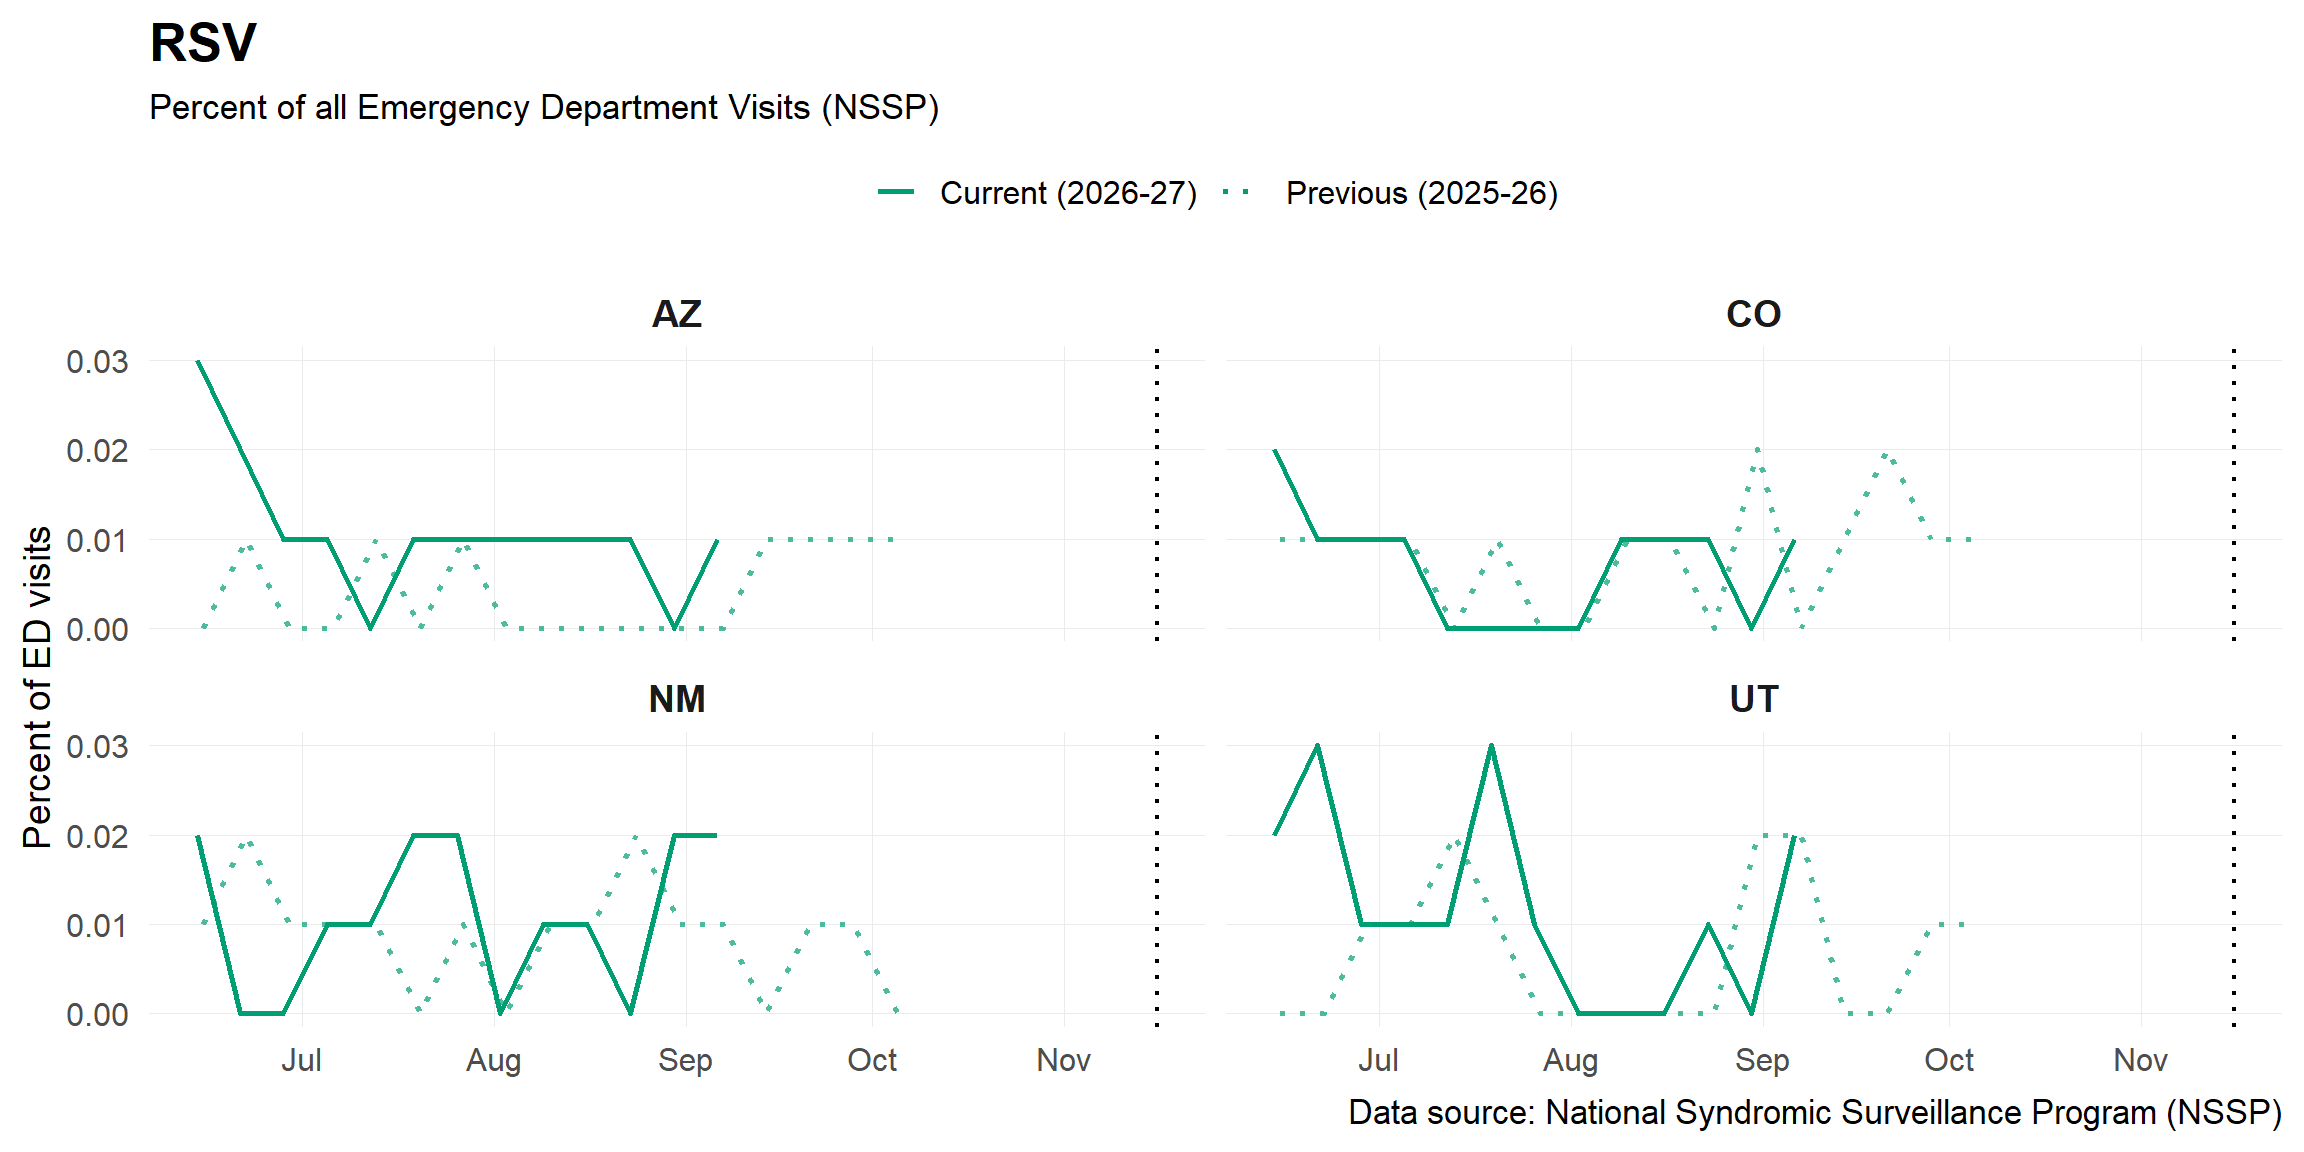 RSV
Percent of all Emergency Department Visits (NSSP)
Current (2026-27) Previous (2025-26)
AZ CO
0.03
0.02
0.01
0.00
NM UT
0.03
0.02
0.01
0.00
Percent of ED visits
Jul Aug Sep Oct Nov Jul Aug Sep Oct Nov
Data source: National Syndromic Surveillance Program (NSSP)